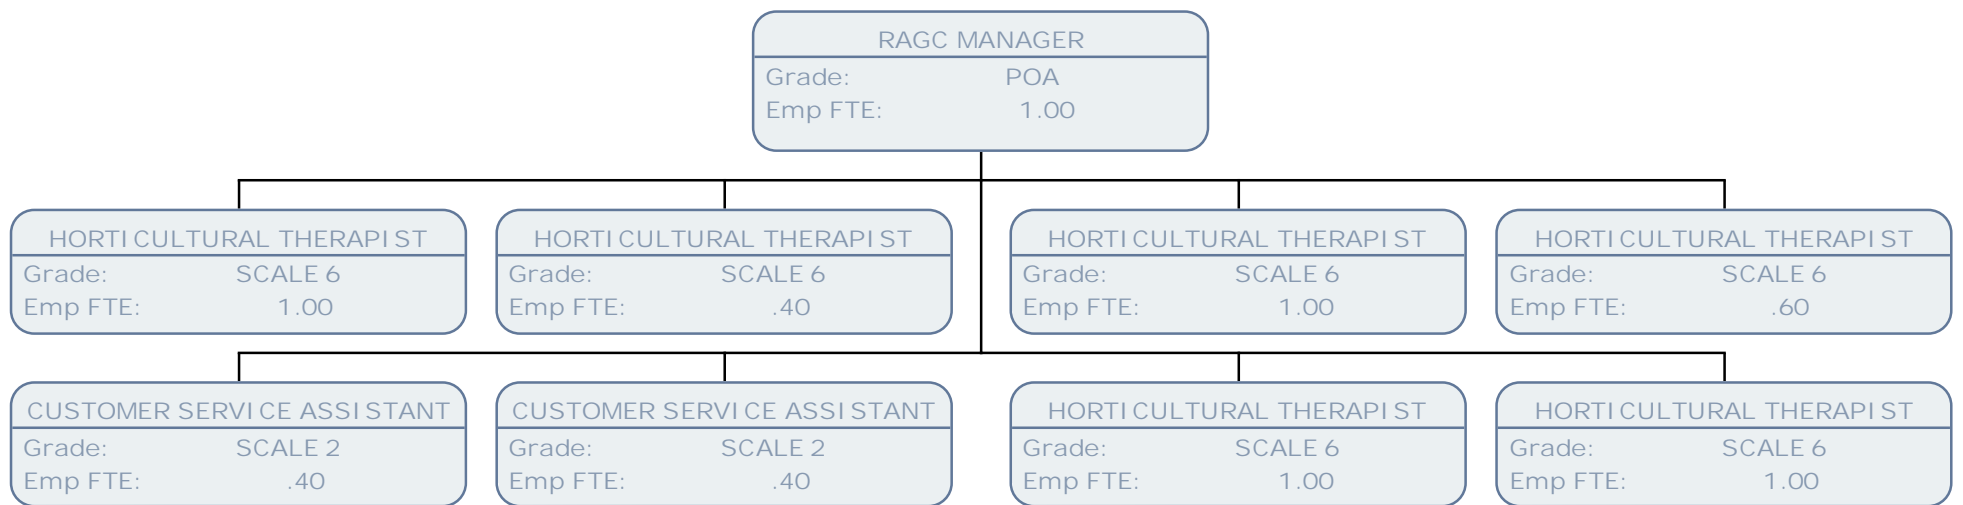 RAGC MANAGER
Grade: POA
Emp FTE: 1.00
HORTICULTURAL THERAPIST
Grade: SCALE 6
Emp FTE: 1.00
HORTICULTURAL THERAPIST
Grade: SCALE 6
Emp FTE: .40
HORTICULTURAL THERAPIST
Grade: SCALE 6
Emp FTE: 1.00
HORTICULTURAL THERAPIST
Grade: SCALE 6
Emp FTE: .60
CUSTOMER SERVICE ASSISTANT
Grade: SCALE 2
Emp FTE: .40
CUSTOMER SERVICE ASSISTANT
Grade: SCALE 2
Emp FTE: .40
HORTICULTURAL THERAPIST
Grade: SCALE 6
Emp FTE: 1.00
HORTICULTURAL THERAPIST
Grade: SCALE 6
Emp FTE: 1.00